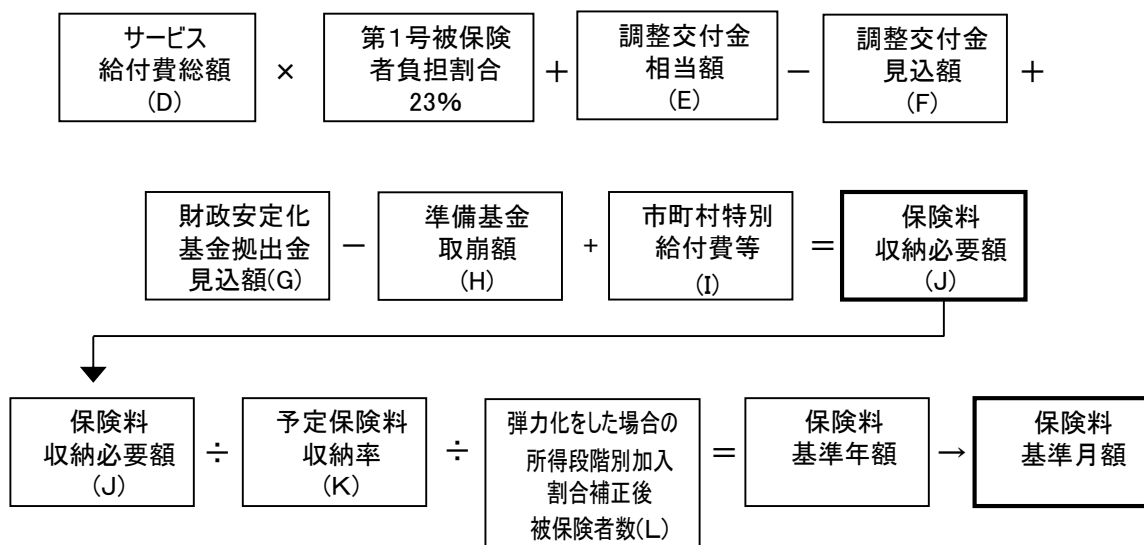 サービス
給付費総額
(D)
×
第1号被保険
者負担割合
23%
+
調整交付金
相当額
(E)
−
調整交付金
見込額
(F)
+
財政安定化
基金拠出金
見込額(G)
−
準備基金
取崩額
(H)
+
市町村特別
給付費等
(I)
=
保険料
収納必要額
(J)
保険料
収納必要額
(J)
÷
予定保険料
収納率
(K)
÷
弾力化をした場合の
所得段階別加入
割合補正後
被保険者数(L)
=
保険料
基準年額
→
保険料
基準月額